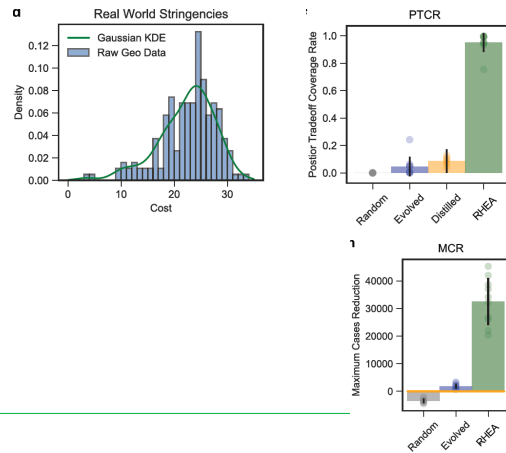 a
Real World Stringencies
Gaussian KDE
Raw Geo Data
Density
0.12
0.10
0.08
0.06
0.04
0.02
0.00
0
10
20
30
Cost
PTCR
Postior Tradeoff Coverage Rate
1.0
0.8
0.6
0.4
0.2
0.0
Random
Evolved
Distilled
RHEA
MCR
Maximum Cases Reduction
40000
30000
20000
10000
0
Random
Evolved
RHEA